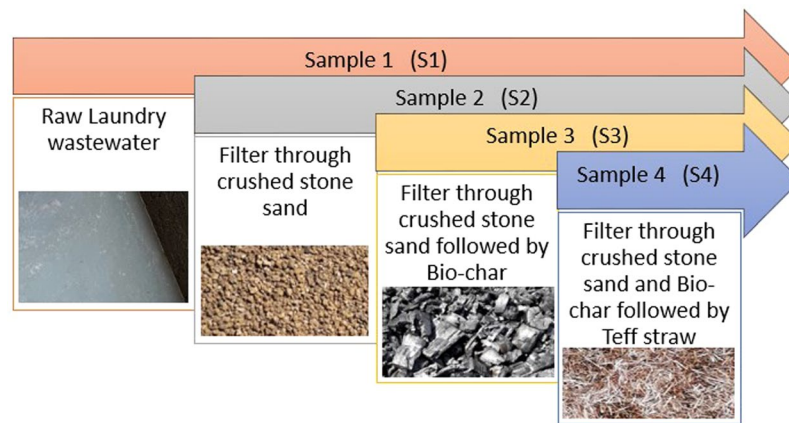 Sample 1 (S1)
Raw Laundry
wastewater
Sample 2 (S2)
Filter through
crushed stone
sand
Sample 3 (S3)
Filter through
crushed stone
sand followed by
Bio-char
Sample 4 (S4)
Filter through
crushed stone
sand and Bio-
char followed by
Teff straw